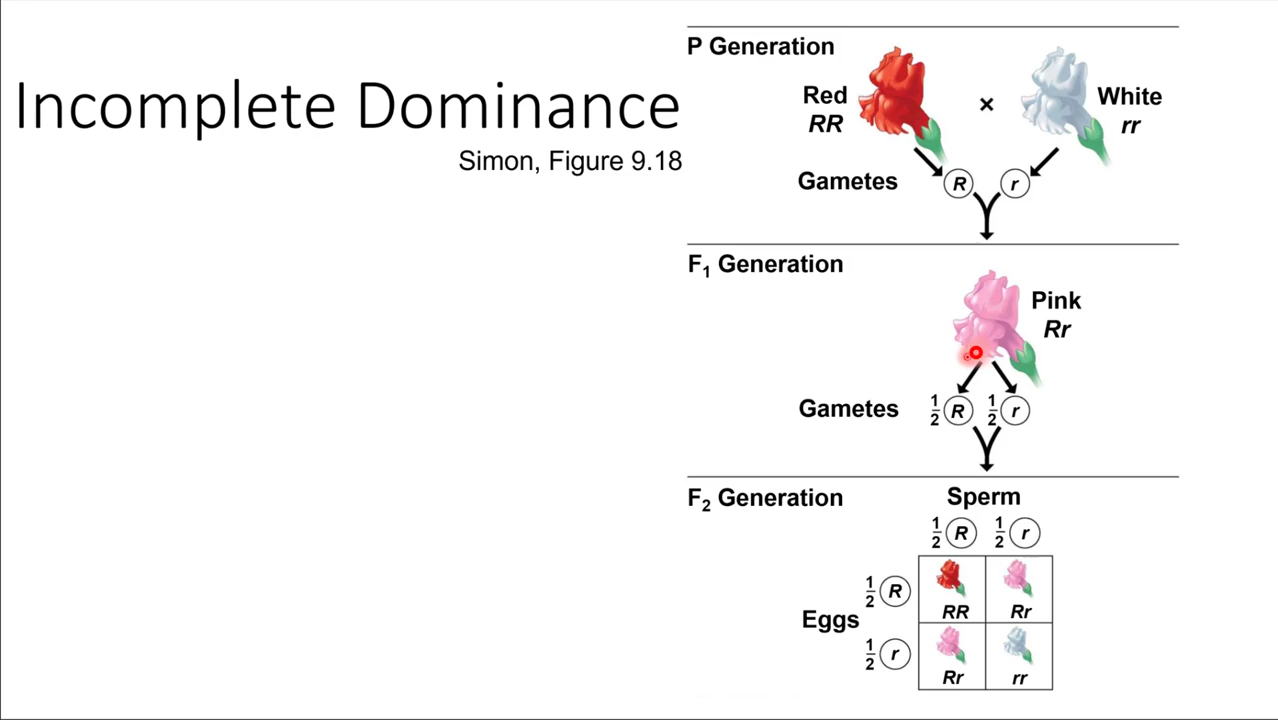 Incomplete Dominance
Simon, Figure 9.18
P Generation
Red
RR
×
White
rr
Gametes
R
r
F₁ Generation
Pink
Rr
Gametes
½ R
½ r
F₂ Generation
Sperm
½ R
½ r
Eggs
½ R
RR
Rr
½ r
Rr
rr